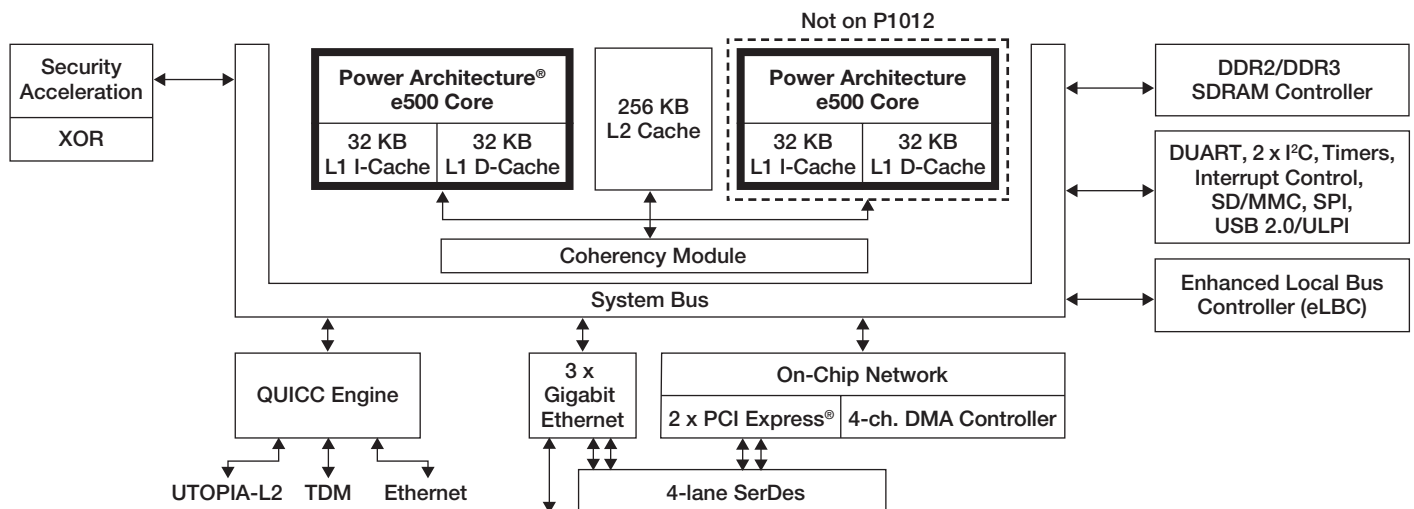 Not on P1012
Security
Acceleration
XOR
Power Architecture®
e500 Core
32 KB
L1 I-Cache
32 KB
L1 D-Cache
256 KB
L2 Cache
Power Architecture
e500 Core
32 KB
L1 I-Cache
32 KB
L1 D-Cache
DDR2/DDR3
SDRAM Controller
DUART, 2 x I²C, Timers,
Interrupt Control,
SD/MMC, SPI,
USB 2.0/ULPI
Coherency Module
System Bus
Enhanced Local Bus
Controller (eLBC)
QUICC Engine
3 x
Gigabit
Ethernet
On-Chip Network
2 x PCI Express®
4-ch. DMA Controller
UTOPIA-L2
TDM
Ethernet
4-lane SerDes